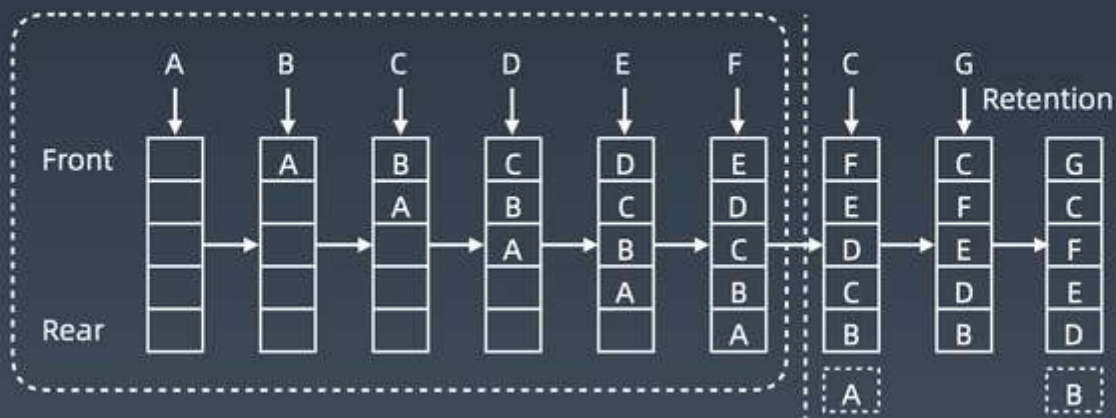 A B C D E F C G
Retention
Front A B C D E F C G
A B C D E F C
A B C D E F
A B C D E
Rear A B B D
A B